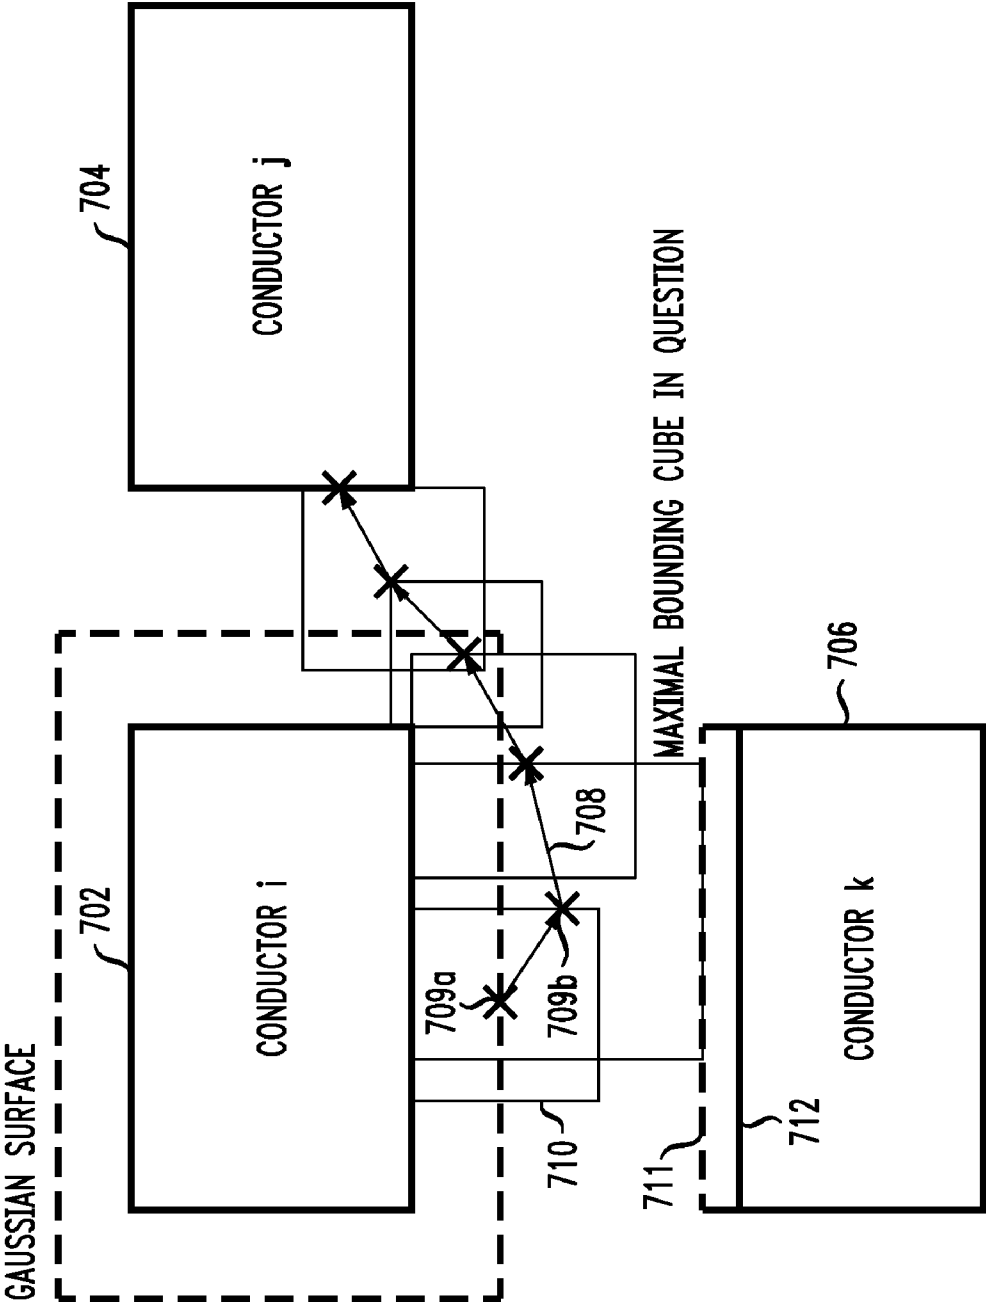 GAUSSIAN SURFACE
702
704
CONDUCTOR i
CONDUCTOR j
709a
710
709b
708
711
MAXIMAL BOUNDING CUBE IN QUESTION
712
706
CONDUCTOR k